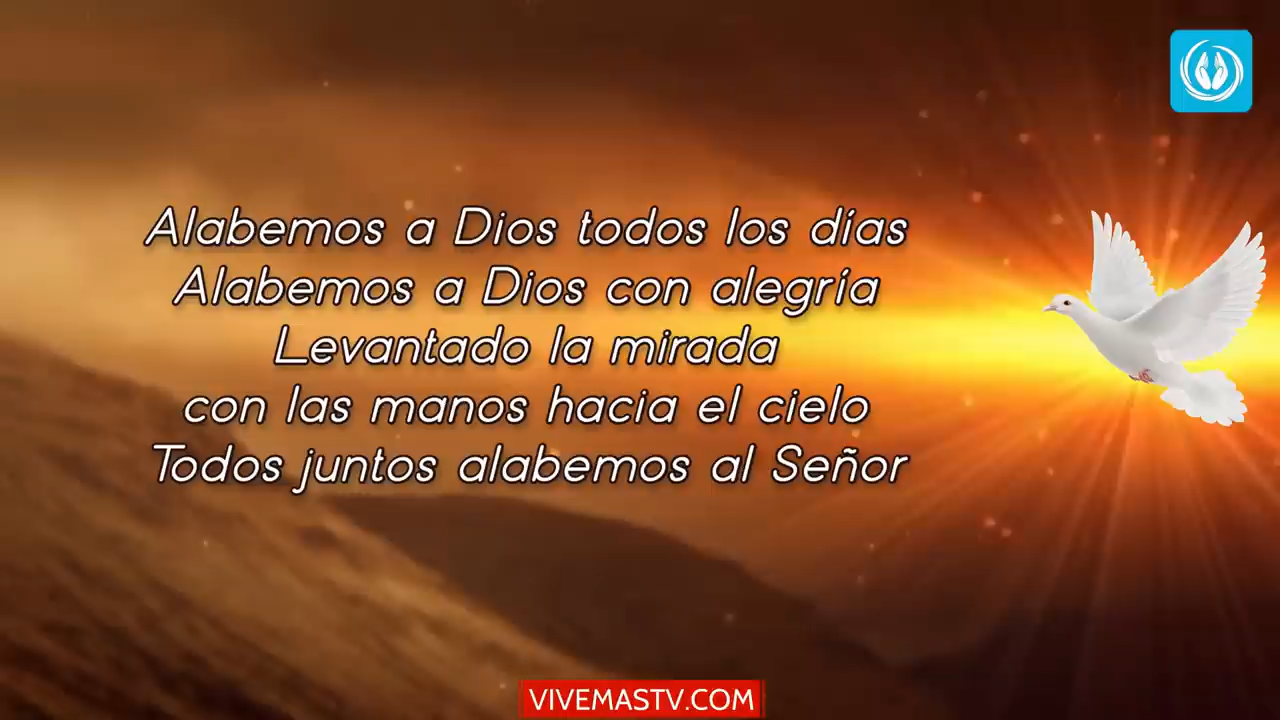 Alabemos a Dios todos los días
Alabemos a Dios con alegría
Levantado la mirada
con las manos hacia el cielo
Todos juntos alabemos al Señor
VIVEMASTV.COM